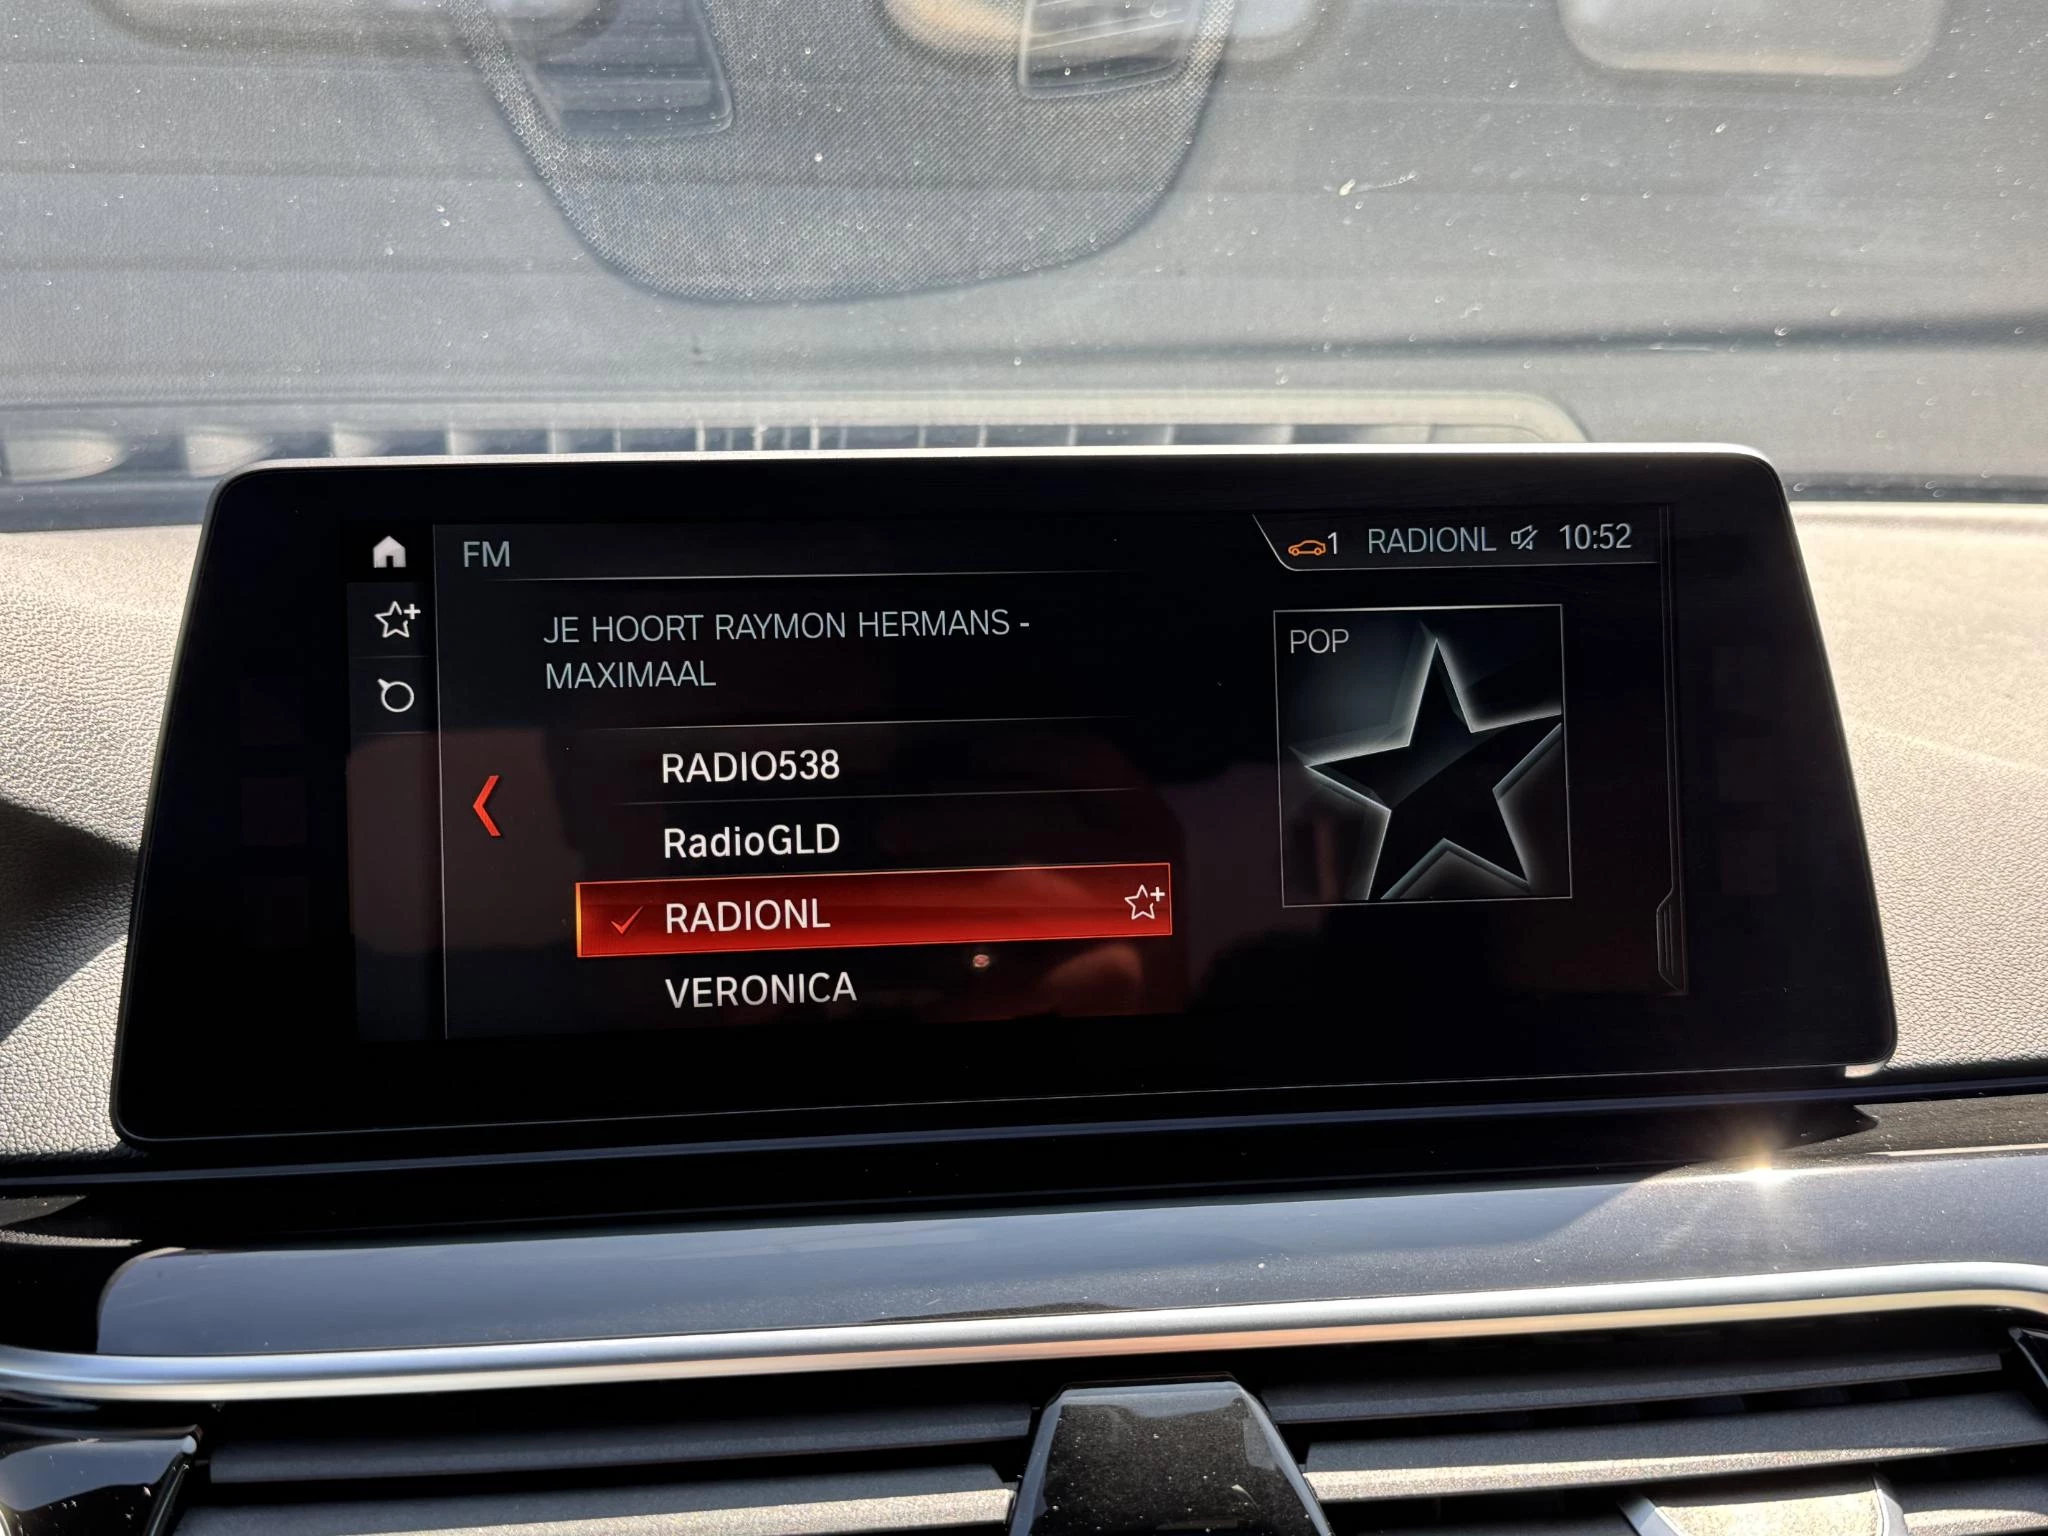 FM
1 RADIONL 10:52
JE HOORT RAYMON HERMANS -
MAXIMAAL
POP
RADIO538
RadioGLD
RADIONL
VERONICA